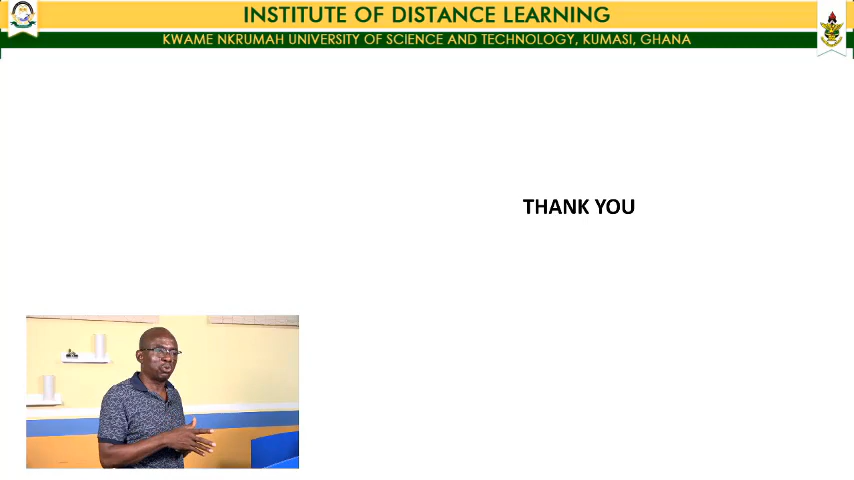 INSTITUTE OF DISTANCE LEARNING
KWAME NKRUMAH UNIVERSITY OF SCIENCE AND TECHNOLOGY, KUMASI, GHANA
THANK YOU